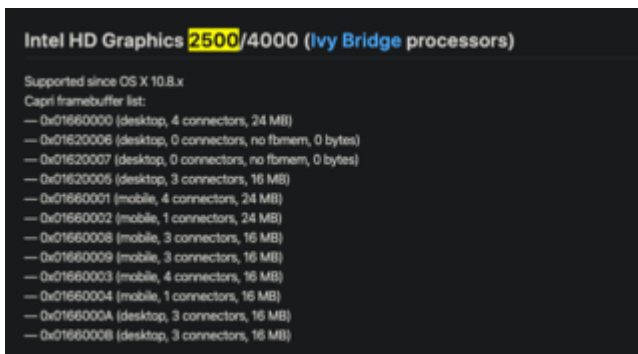 Intel HD Graphics 2500/4000 (Ivy Bridge processors)
Supported since OS X 10.8.x
Capri framebuffer list:
— 0x01660000 (desktop, 4 connectors, 24 MB)
— 0x01620006 (desktop, 0 connectors, no fbmem, 0 bytes)
— 0x01620007 (desktop, 0 connectors, no fbmem, 0 bytes)
— 0x01620005 (desktop, 3 connectors, 16 MB)
— 0x01660001 (mobile, 4 connectors, 24 MB)
— 0x01660002 (mobile, 1 connectors, 24 MB)
— 0x01660008 (mobile, 3 connectors, 16 MB)
— 0x01660009 (mobile, 3 connectors, 16 MB)
— 0x01660003 (mobile, 4 connectors, 16 MB)
— 0x01660004 (mobile, 1 connectors, 16 MB)
— 0x0166000A (desktop, 3 connectors, 16 MB)
— 0x0166000B (desktop, 3 connectors, 16 MB)